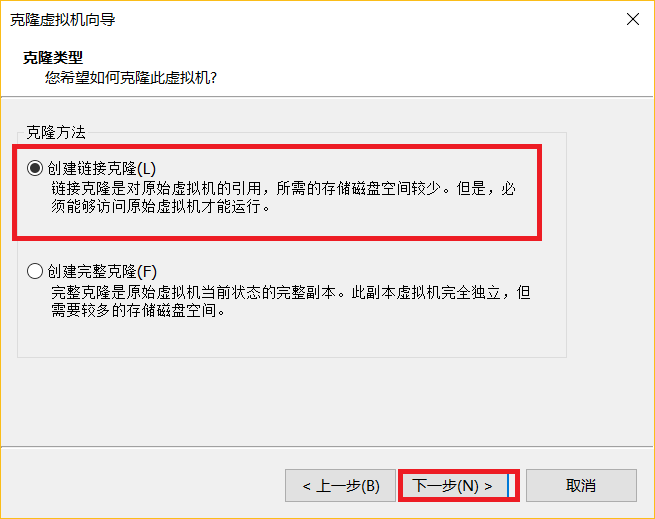 克隆虚拟机向导
克隆类型
您希望如何克隆此虚拟机?
克隆方法
创建链接克隆(L)
链接克隆是对原始虚拟机的引用，所需的存储磁盘空间较少。但是，必
须能够访问原始虚拟机才能运行。
创建完整克隆(F)
完整克隆是原始虚拟机当前状态的完整副本。此副本虚拟机完全独立，但
需要较多的存储磁盘空间。
< 上一步(B) 下一步(N) > 取消